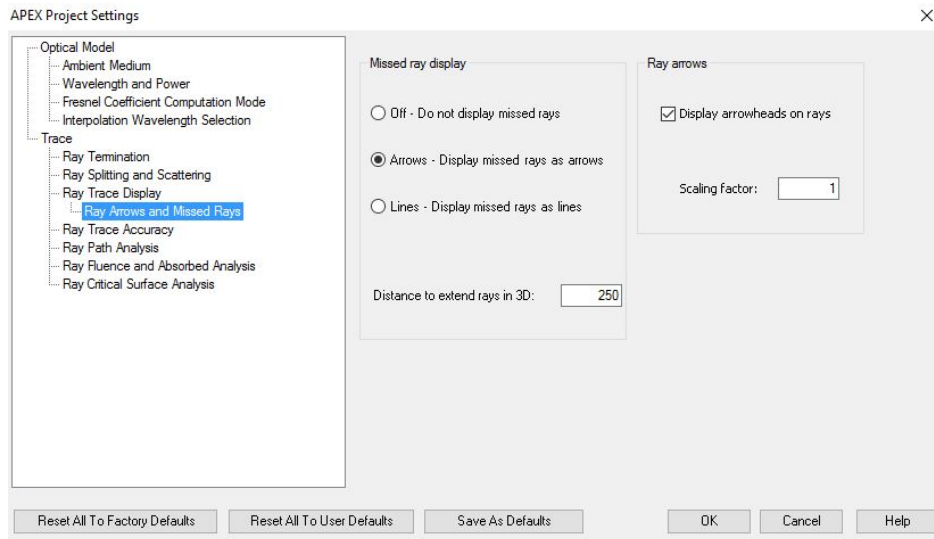 APEX Project Settings
Optical Model
Ambient Medium
Wavelength and Power
Fresnel Coefficient Computation Mode
Interpolation Wavelength Selection
Trace
Ray Termination
Ray Splitting and Scattering
Ray Trace Display
Ray Arrows and Missed Rays
Ray Trace Accuracy
Ray Path Analysis
Ray Fluence and Absorbed Analysis
Ray Critical Surface Analysis
Missed ray display
Off - Do not display missed rays
Arrows - Display missed rays as arrows
Lines - Display missed rays as lines
Distance to extend rays in 3D: 250
Ray arrows
Display arrowheads on rays
Scaling factor: 1
Reset All To Factory Defaults
Reset All To User Defaults
Save As Defaults
OK
Cancel
Help